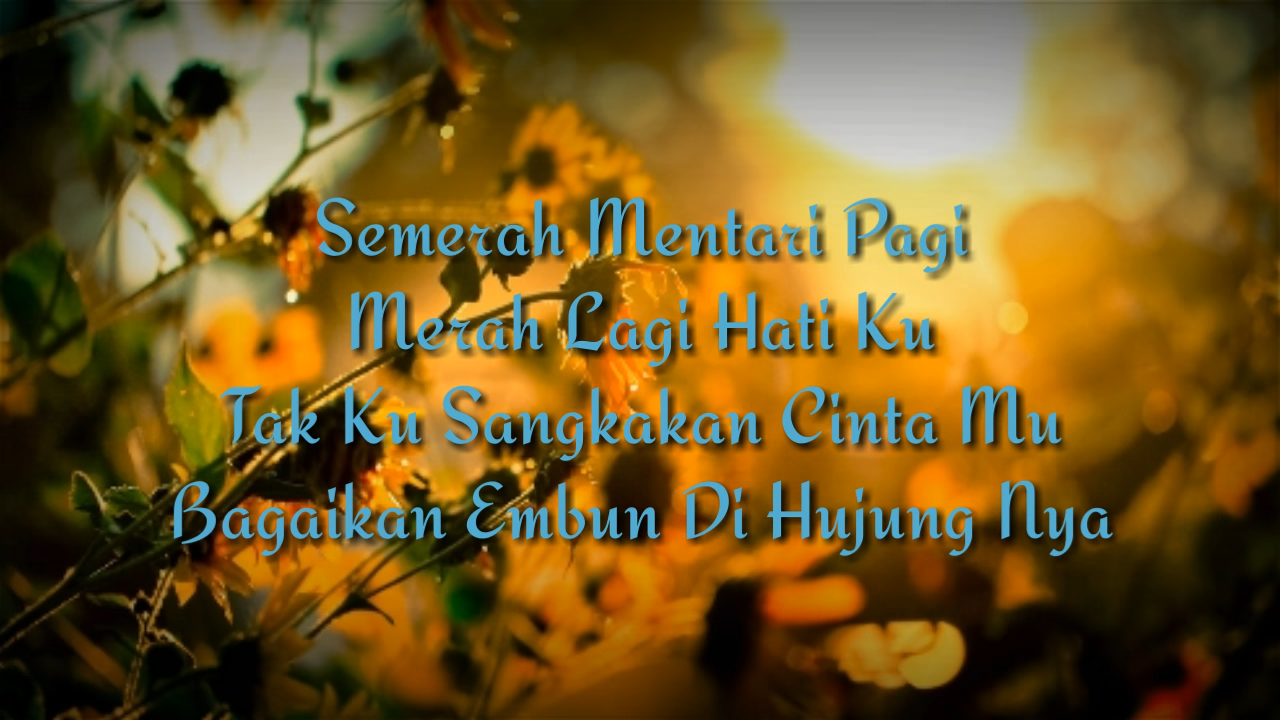 Semerah Mentari Pagi
Merah Lagi Hati Ku
Tak Ku Sangkakan Cinta Mu
Bagaikan Embun Di Hujung Nya